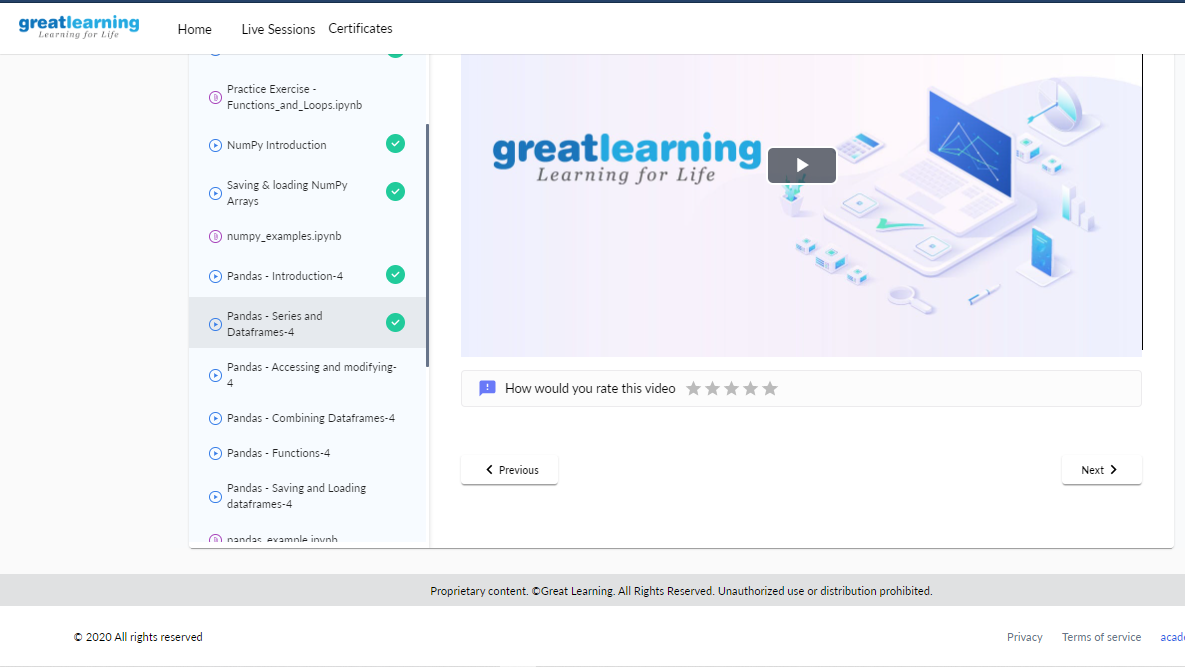 greatlearning
Learning for Life
Home
Live Sessions
Certificates
Practice Exercise -
Functions_and_Loops.ipynb
NumPy Introduction
Saving & loading NumPy
Arrays
numpy_examples.ipynb
Pandas - Introduction-4
Pandas - Series and
Dataframes-4
Pandas - Accessing and modifying-
4
Pandas - Combining Dataframes-4
Pandas - Functions-4
Pandas - Saving and Loading
dataframes-4
pandas_example.ipynb
greatlearning
Learning for Life
How would you rate this video
Previous
Next
Proprietary content. ©Great Learning. All Rights Reserved. Unauthorized use or distribution prohibited.
© 2020 All rights reserved
Privacy
Terms of service
acade